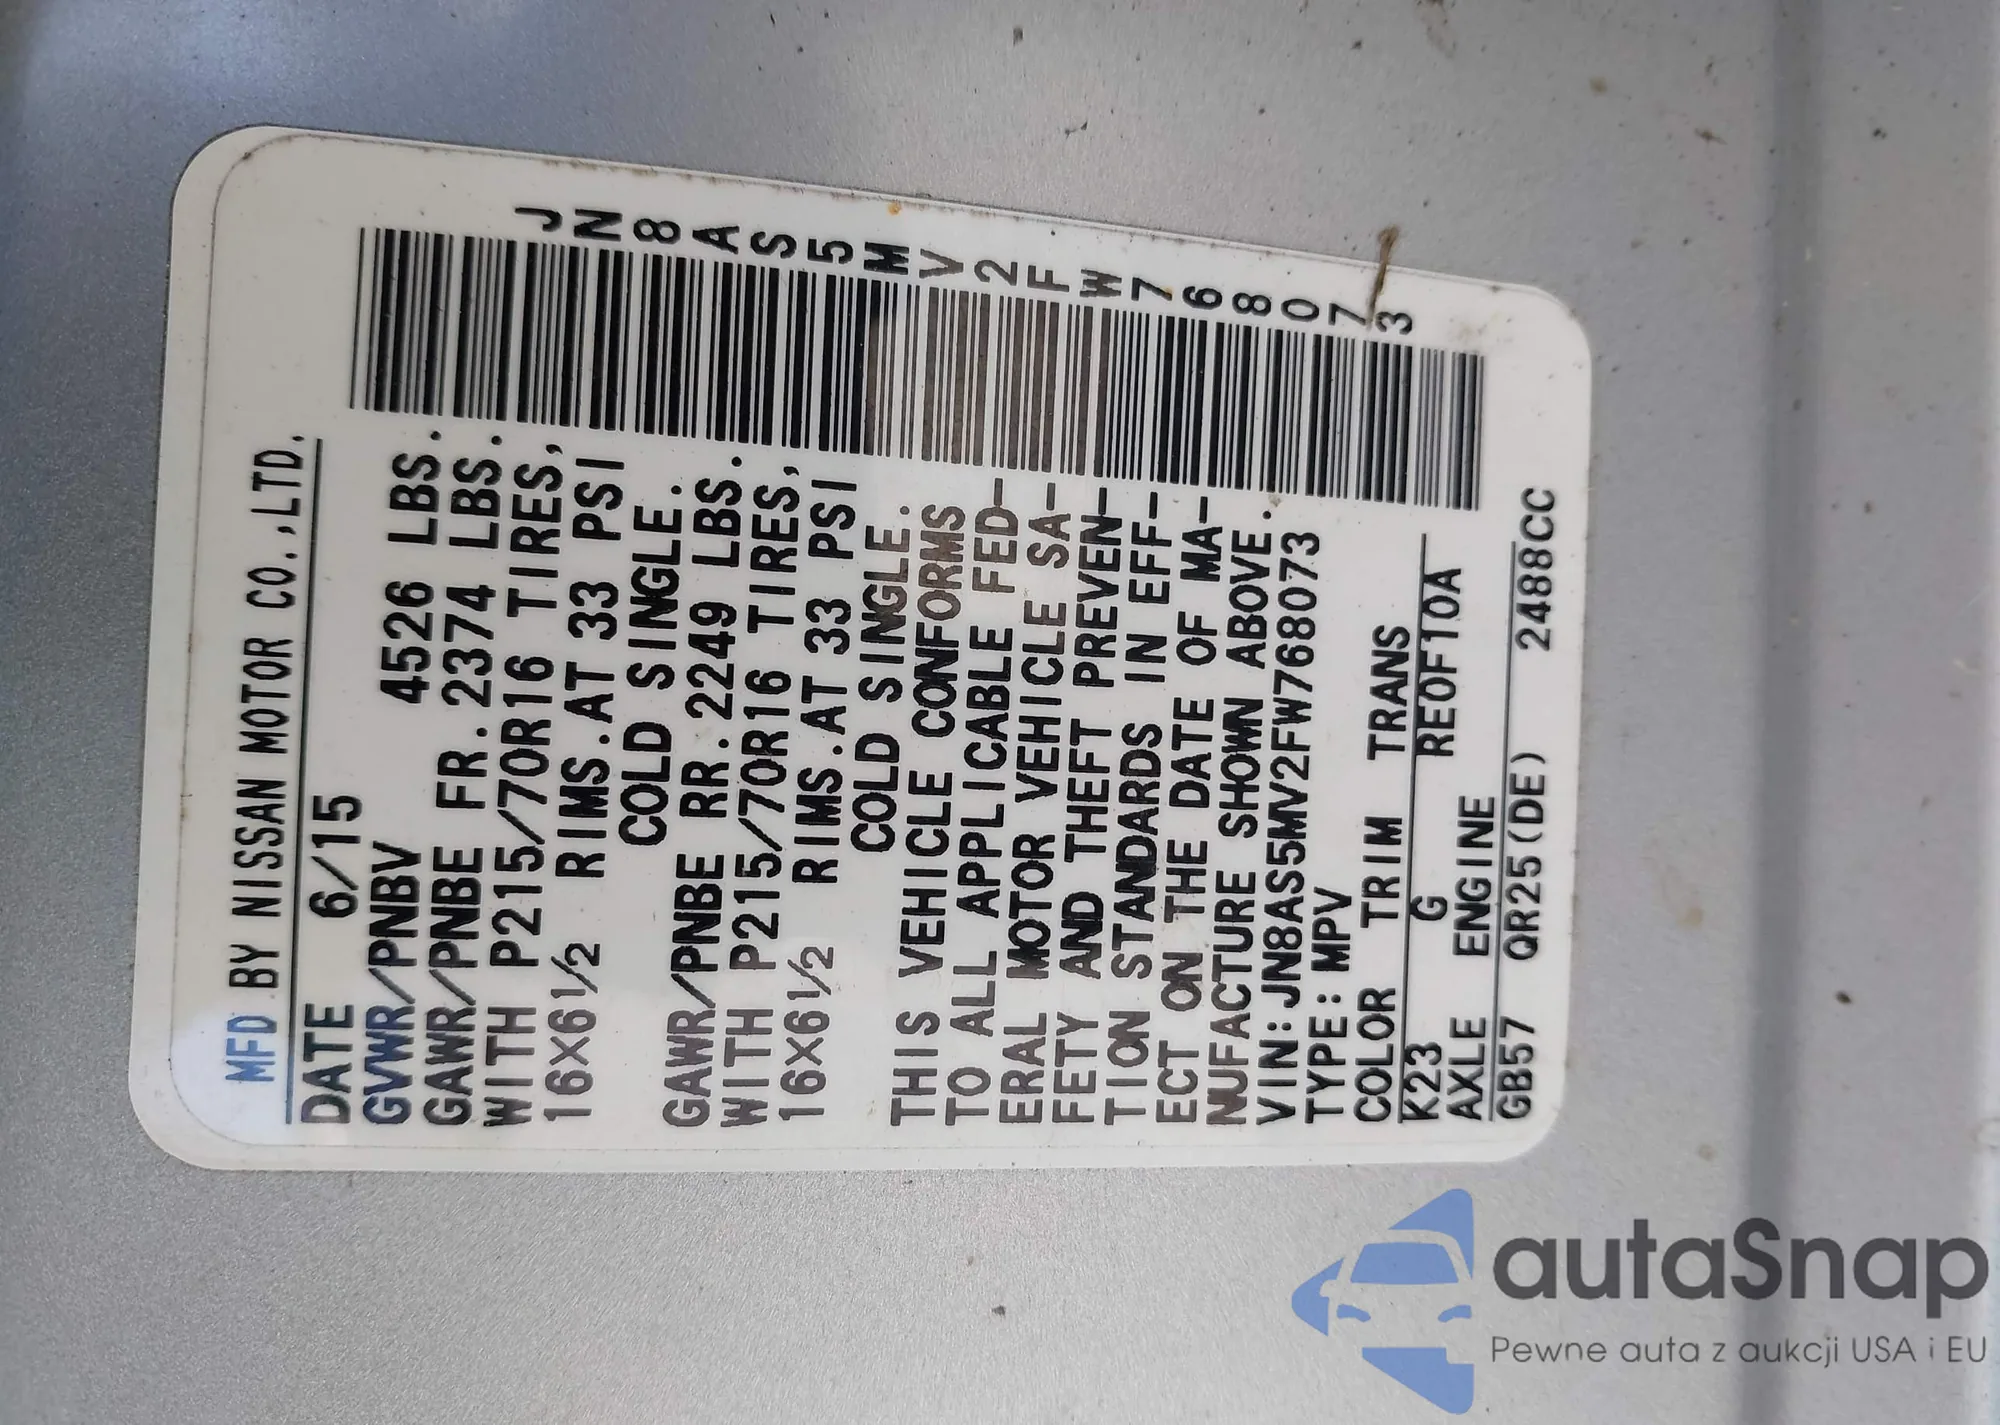 MFD BY NISSAN MOTOR CO.,LTD.
DATE 6/15
GVWR/PNBV 4526 LBS.
GAWR/PNBE FR.2374 LBS.
WITH P215/70R16 TIRES,
16X6 1/2 RIMS.AT 33 PSI
COLD SINGLE.
GAWR/PNBE RR.2249 LBS.
WITH P215/70R16 TIRES,
16X6 1/2 RIMS.AT 33 PSI
COLD SINGLE.
THIS VEHICLE CONFORMS
TO ALL APPLICABLE FED-
ERAL MOTOR VEHICLE SA-
FETY AND THEFT PREVEN-
TION STANDARDS IN EFF-
ECT ON THE DATE OF MA-
NUFACTURE SHOWN ABOVE.
VIN:JN8AS5MV2FW768073
TYPE:MPV
COLOR TRIM TRANS
K23 G RE0F10A
AXLE ENGINE
GB57 QR25(DE) 2488CC
JN8AS5MV2FW768073
autaSnap
Pewne auta z aukcji USA i EU